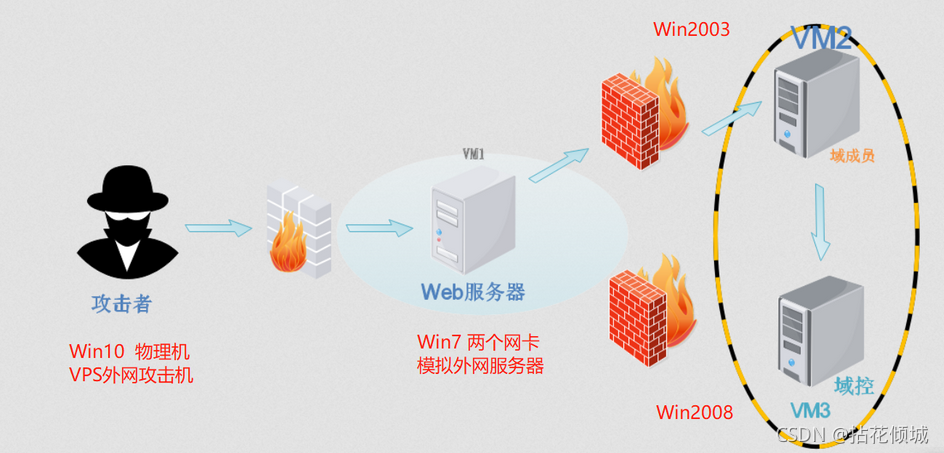 Win2003
VM2
域成员
VM1
Web服务器
攻击者
Win10 物理机
VPS外网攻击机
Win7 两个网卡
模拟外网服务器
域控
VM3
Win2008
CSDN @拈花倾城